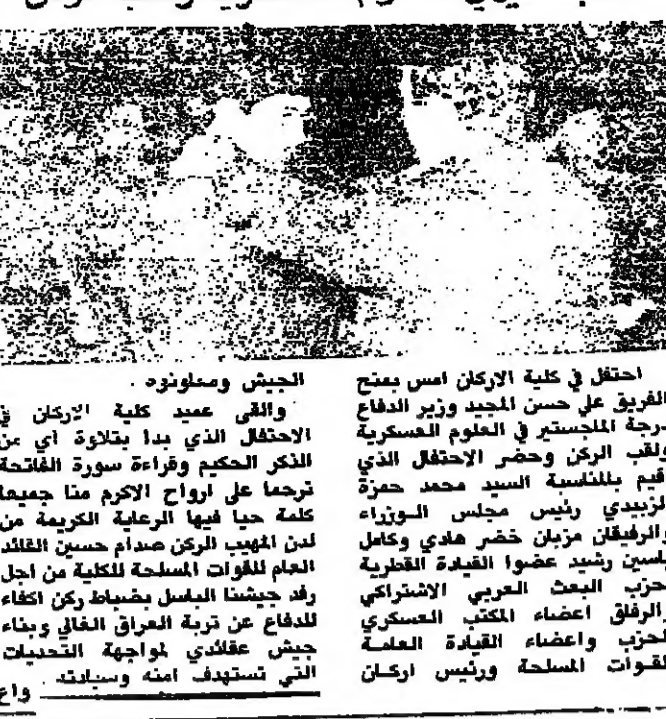 احتفل في كلية الاركان امس بمنح
الفريق علي حسن المجيد وزير الدفاع
درجة الماجستير في العلوم العسكرية
ولقب الركن وحضر الاحتفال الذي
اقيم بالمناسبة السيد محمد حمزة
الزبيدي رئيس مجلس الوزراء
والرفيقان مزبان خضر هادي وكامل
ياسين رشيد عضوا القيادة القطرية
لحزب البعث العربي الاشتراكي
والرفاق اعضاء المكتب العسكري
للحزب واعضاء القيادة العامة
للقوات المسلحة ورئيس اركان
الجيش ومعاونوه .
والقى عميد كلية الاركان في
الاحتفال الذي بدا بتلاوة اي من
الذكر الحكيم وقراءة سورة الفاتحة
ترحما على ارواح الاكرم منا جميعا
كلمة حيا فيها الرعاية الكريمة من
لدن المهيب الركن صدام حسين القائد
العام للقوات المسلحة للكلية من اجل
رفد جيشنا الباسل بضباط ركن اكفاء
للدفاع عن تربة العراق الغالي وبناء
جيش عقائدي لمواجهة التحديات
التي تستهدف امنه وسيادته .
واع